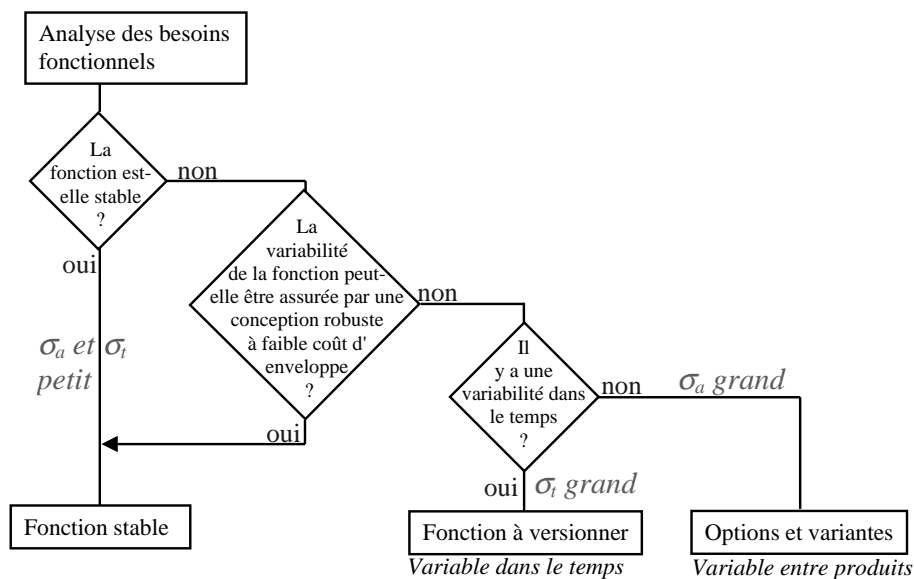 Analyse des besoins
fonctionnels
La
fonction est-
elle stable
?
non
oui
La
variabilité
de la fonction peut-
elle être assurée par une
conception robuste
à faible coût d'
enveloppe
?
non
oui
σa et σt
petit
Il
y a une
variabilité dans
le temps
?
non
σa grand
oui
σt grand
Fonction stable
Fonction à versionner
Variable dans le temps
Options et variantes
Variable entre produits